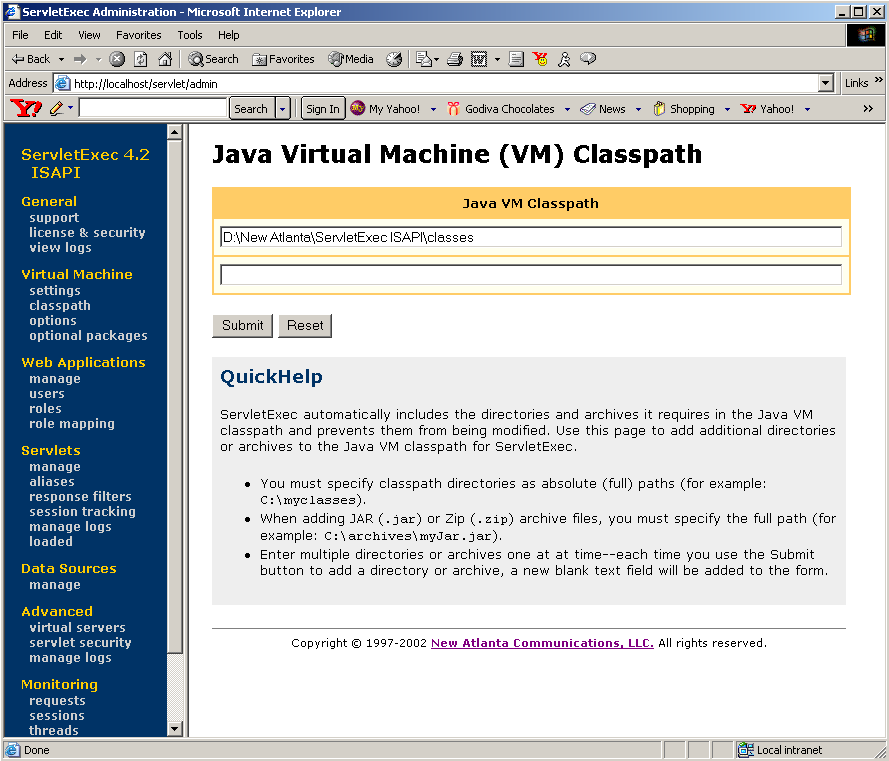 ServletExec Administration - Microsoft Internet Explorer
File Edit View Favorites Tools Help
Back Search Favorites Media
Address http://localhost/servlet/admin Links »
Y! Search Sign In My Yahoo! Godiva Chocolates News Shopping Y! Yahoo! »
ServletExec 4.2
ISAPI
General
support
license & security
view logs
Virtual Machine
settings
classpath
options
optional packages
Web Applications
manage
users
roles
role mapping
Servlets
manage
aliases
response filters
session tracking
manage logs
loaded
Data Sources
manage
Advanced
virtual servers
servlet security
manage logs
Monitoring
requests
sessions
threads
Java Virtual Machine (VM) Classpath
Java VM Classpath
D:\New Atlanta\ServletExec ISAPI\classes
Submit Reset
QuickHelp
ServletExec automatically includes the directories and archives it requires in the Java VM
classpath and prevents them from being modified. Use this page to add additional directories
or archives to the Java VM classpath for ServletExec.
• You must specify classpath directories as absolute (full) paths (for example:
C:\myclasses).
• When adding JAR (.jar) or Zip (.zip) archive files, you must specify the full path (for
example: C:\archives\myJar.jar).
• Enter multiple directories or archives one at at time--each time you use the Submit
button to add a directory or archive, a new blank text field will be added to the form.
Copyright © 1997-2002 New Atlanta Communications, LLC. All rights reserved.
Done Local intranet